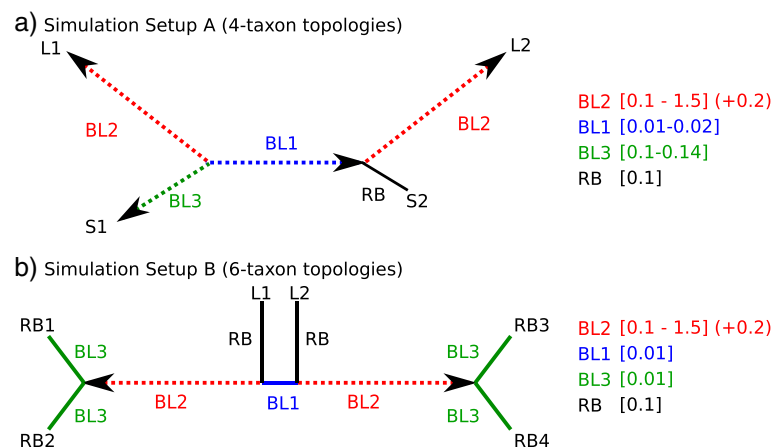 a) Simulation Setup A (4-taxon topologies)
L1
L2
BL2
BL1
BL2
BL3
RB
S1
S2
BL2 [0.1 - 1.5] (+0.2)
BL1 [0.01-0.02]
BL3 [0.1-0.14]
RB [0.1]
b) Simulation Setup B (6-taxon topologies)
L1 L2
RB1
RB3
BL3
RB
RB
BL3
BL2
BL1
BL2
BL3
BL3
RB2
RB4
BL2 [0.1 - 1.5] (+0.2)
BL1 [0.01]
BL3 [0.01]
RB [0.1]